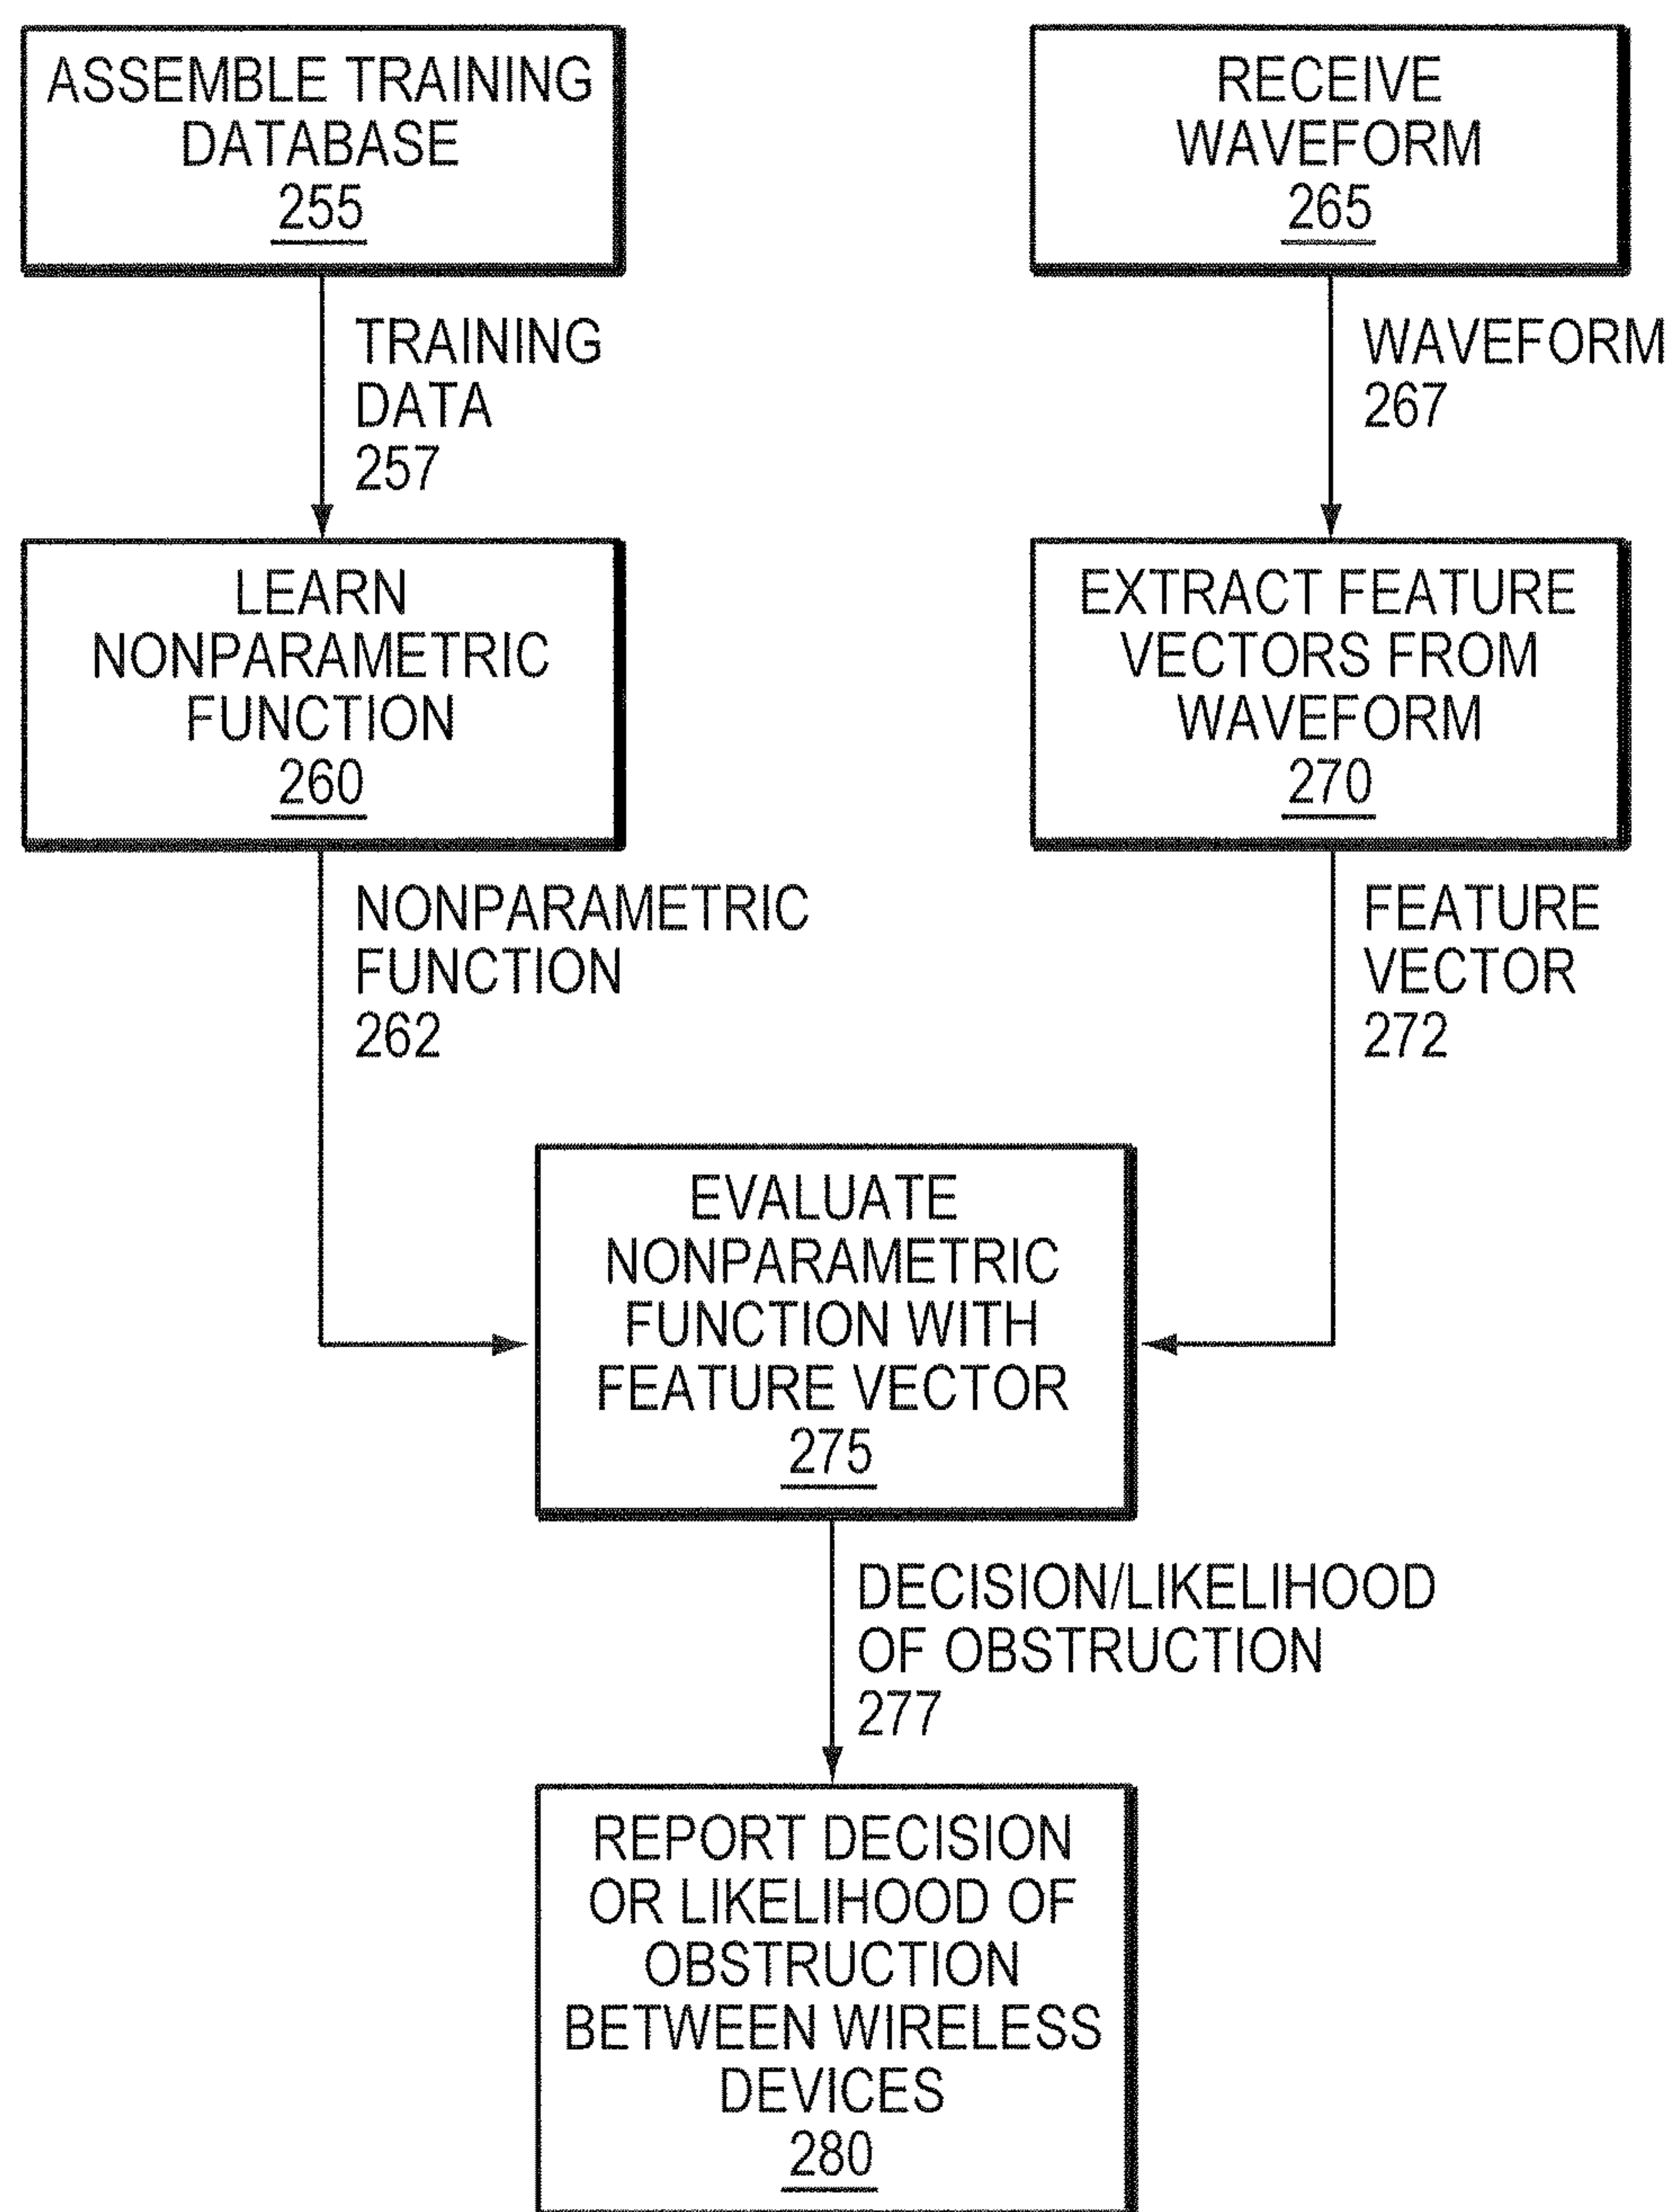 ASSEMBLE TRAINING
DATABASE
255
TRAINING
DATA
257
LEARN
NONPARAMETRIC
FUNCTION
260
NONPARAMETRIC
FUNCTION
262
RECEIVE
WAVEFORM
265
WAVEFORM
267
EXTRACT FEATURE
VECTORS FROM
WAVEFORM
270
FEATURE
VECTOR
272
EVALUATE
NONPARAMETRIC
FUNCTION WITH
FEATURE VECTOR
275
DECISION/LIKELIHOOD
OF OBSTRUCTION
277
REPORT DECISION
OR LIKELIHOOD OF
OBSTRUCTION
BETWEEN WIRELESS
DEVICES
280